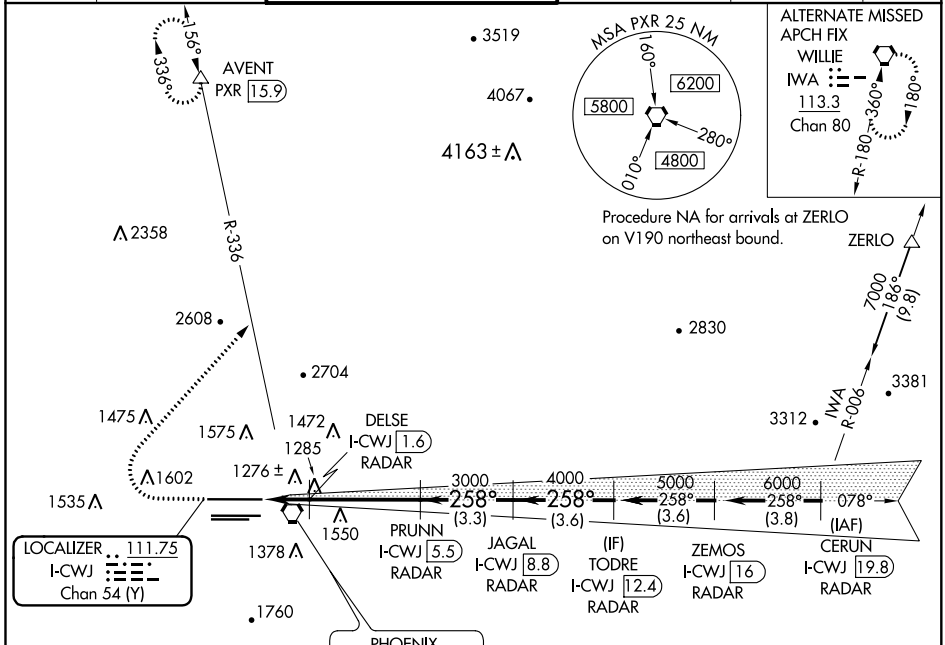 156°
336°
AVENT
PXR 15.9
3519
4067
4163 ±
MSA PXR 25 NM
160°
6200
5800
280°
4800
010°
ALTERNATE MISSED
APCH FIX
WILLIE
IWA
113.3
Chan 80
360°
180°
R-180
Procedure NA for arrivals at ZERLO
on V190 northeast bound.
ZERLO
7000
186°
(9.8)
2358
R-336
2608
2830
2704
3381
3312
IWA
R-006
1475
1575
1472
1285
DELSE
I-CWJ 1.6
RADAR
1276 ±
1602
1535
3000
258°
(3.3)
4000
258°
(3.6)
5000
258°
(3.6)
6000
258°
(3.8)
078°
1550
1378
PRUNN
I-CWJ 5.5
RADAR
JAGAL
I-CWJ 8.8
RADAR
(IF)
TODRE
I-CWJ 12.4
RADAR
ZEMOS
I-CWJ 16
RADAR
(IAF)
CERUN
I-CWJ 19.8
RADAR
LOCALIZER 111.75
I-CWJ
Chan 54 (Y)
1760
PHOENIX